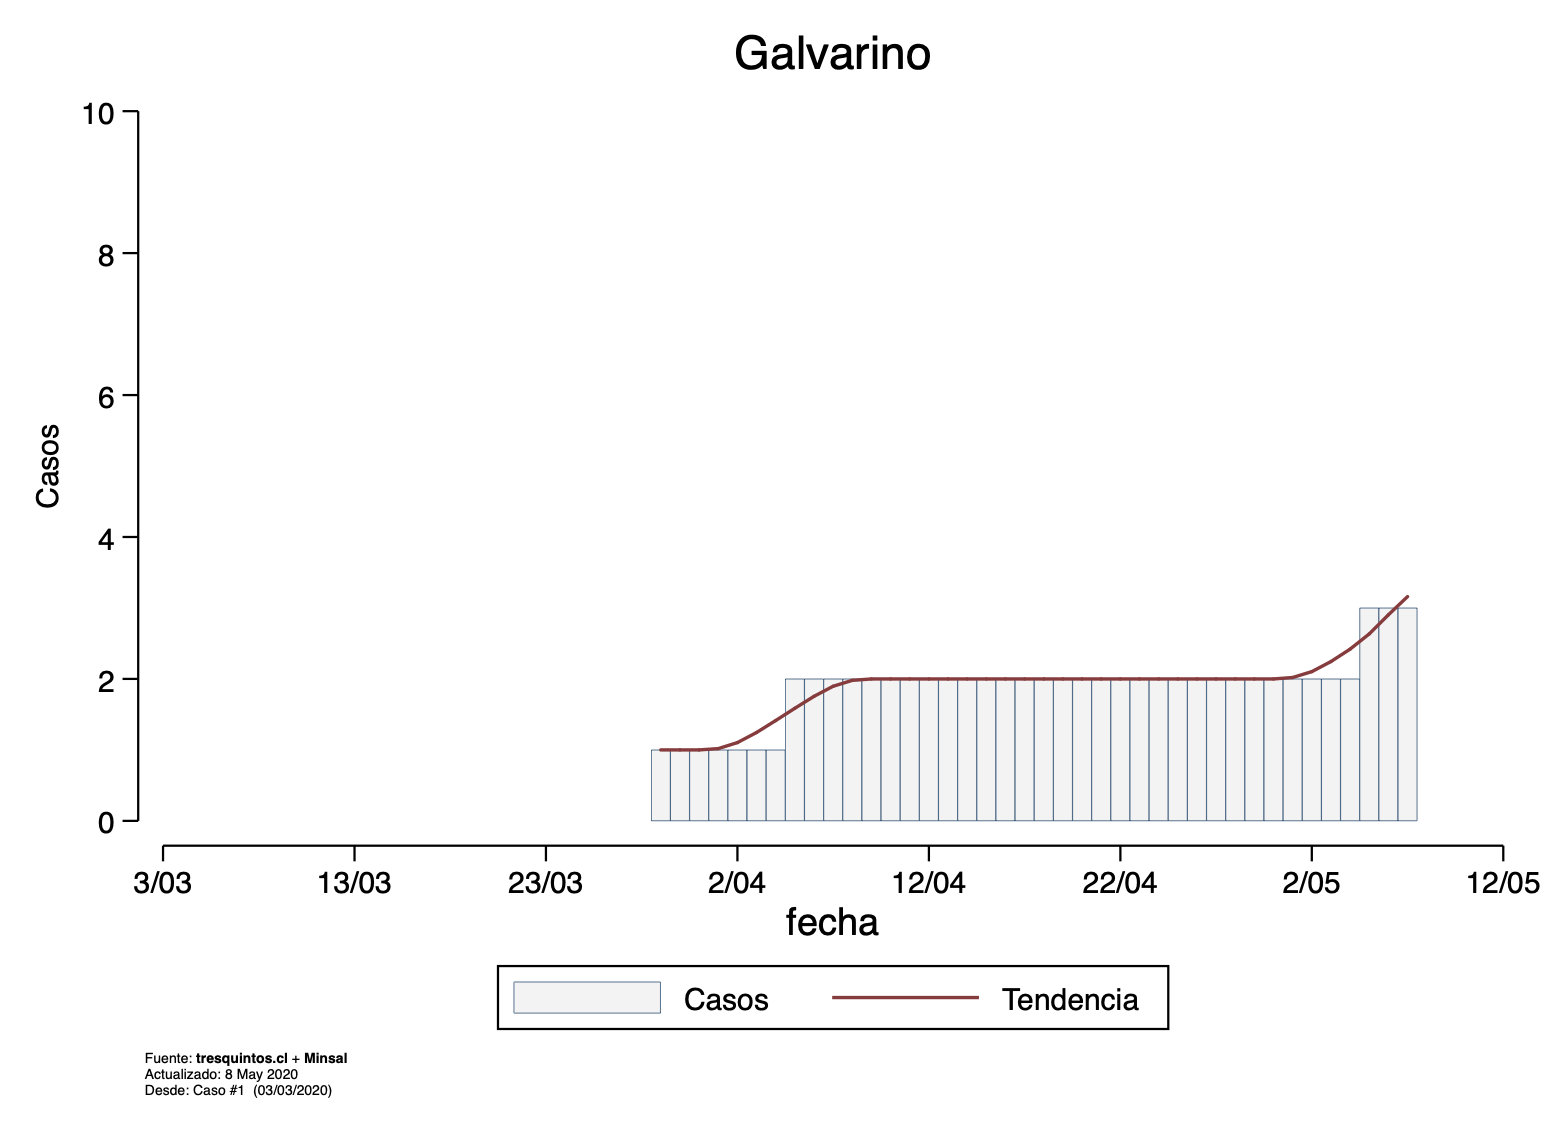 Galvarino
10
8
6
4
2
0
Casos
3/03 13/03 23/03 2/04 12/04 22/04 2/05 12/05
fecha
Casos Tendencia
Fuente: tresquintos.cl + Minsal
Actualizado: 8 May 2020
Desde: Caso #1 (03/03/2020)